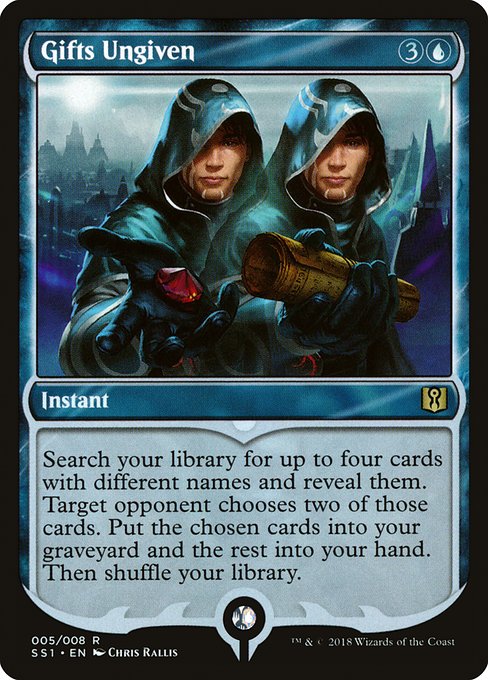 Gifts Ungiven 3
Instant
Search your library for up to four cards
with different names and reveal them.
Target opponent chooses two of those
cards. Put the chosen cards into your
graveyard and the rest into your hand.
Then shuffle your library.
005/008 R
SS1 • EN Chris Rallis
™ & © 2018 Wizards of the Coast